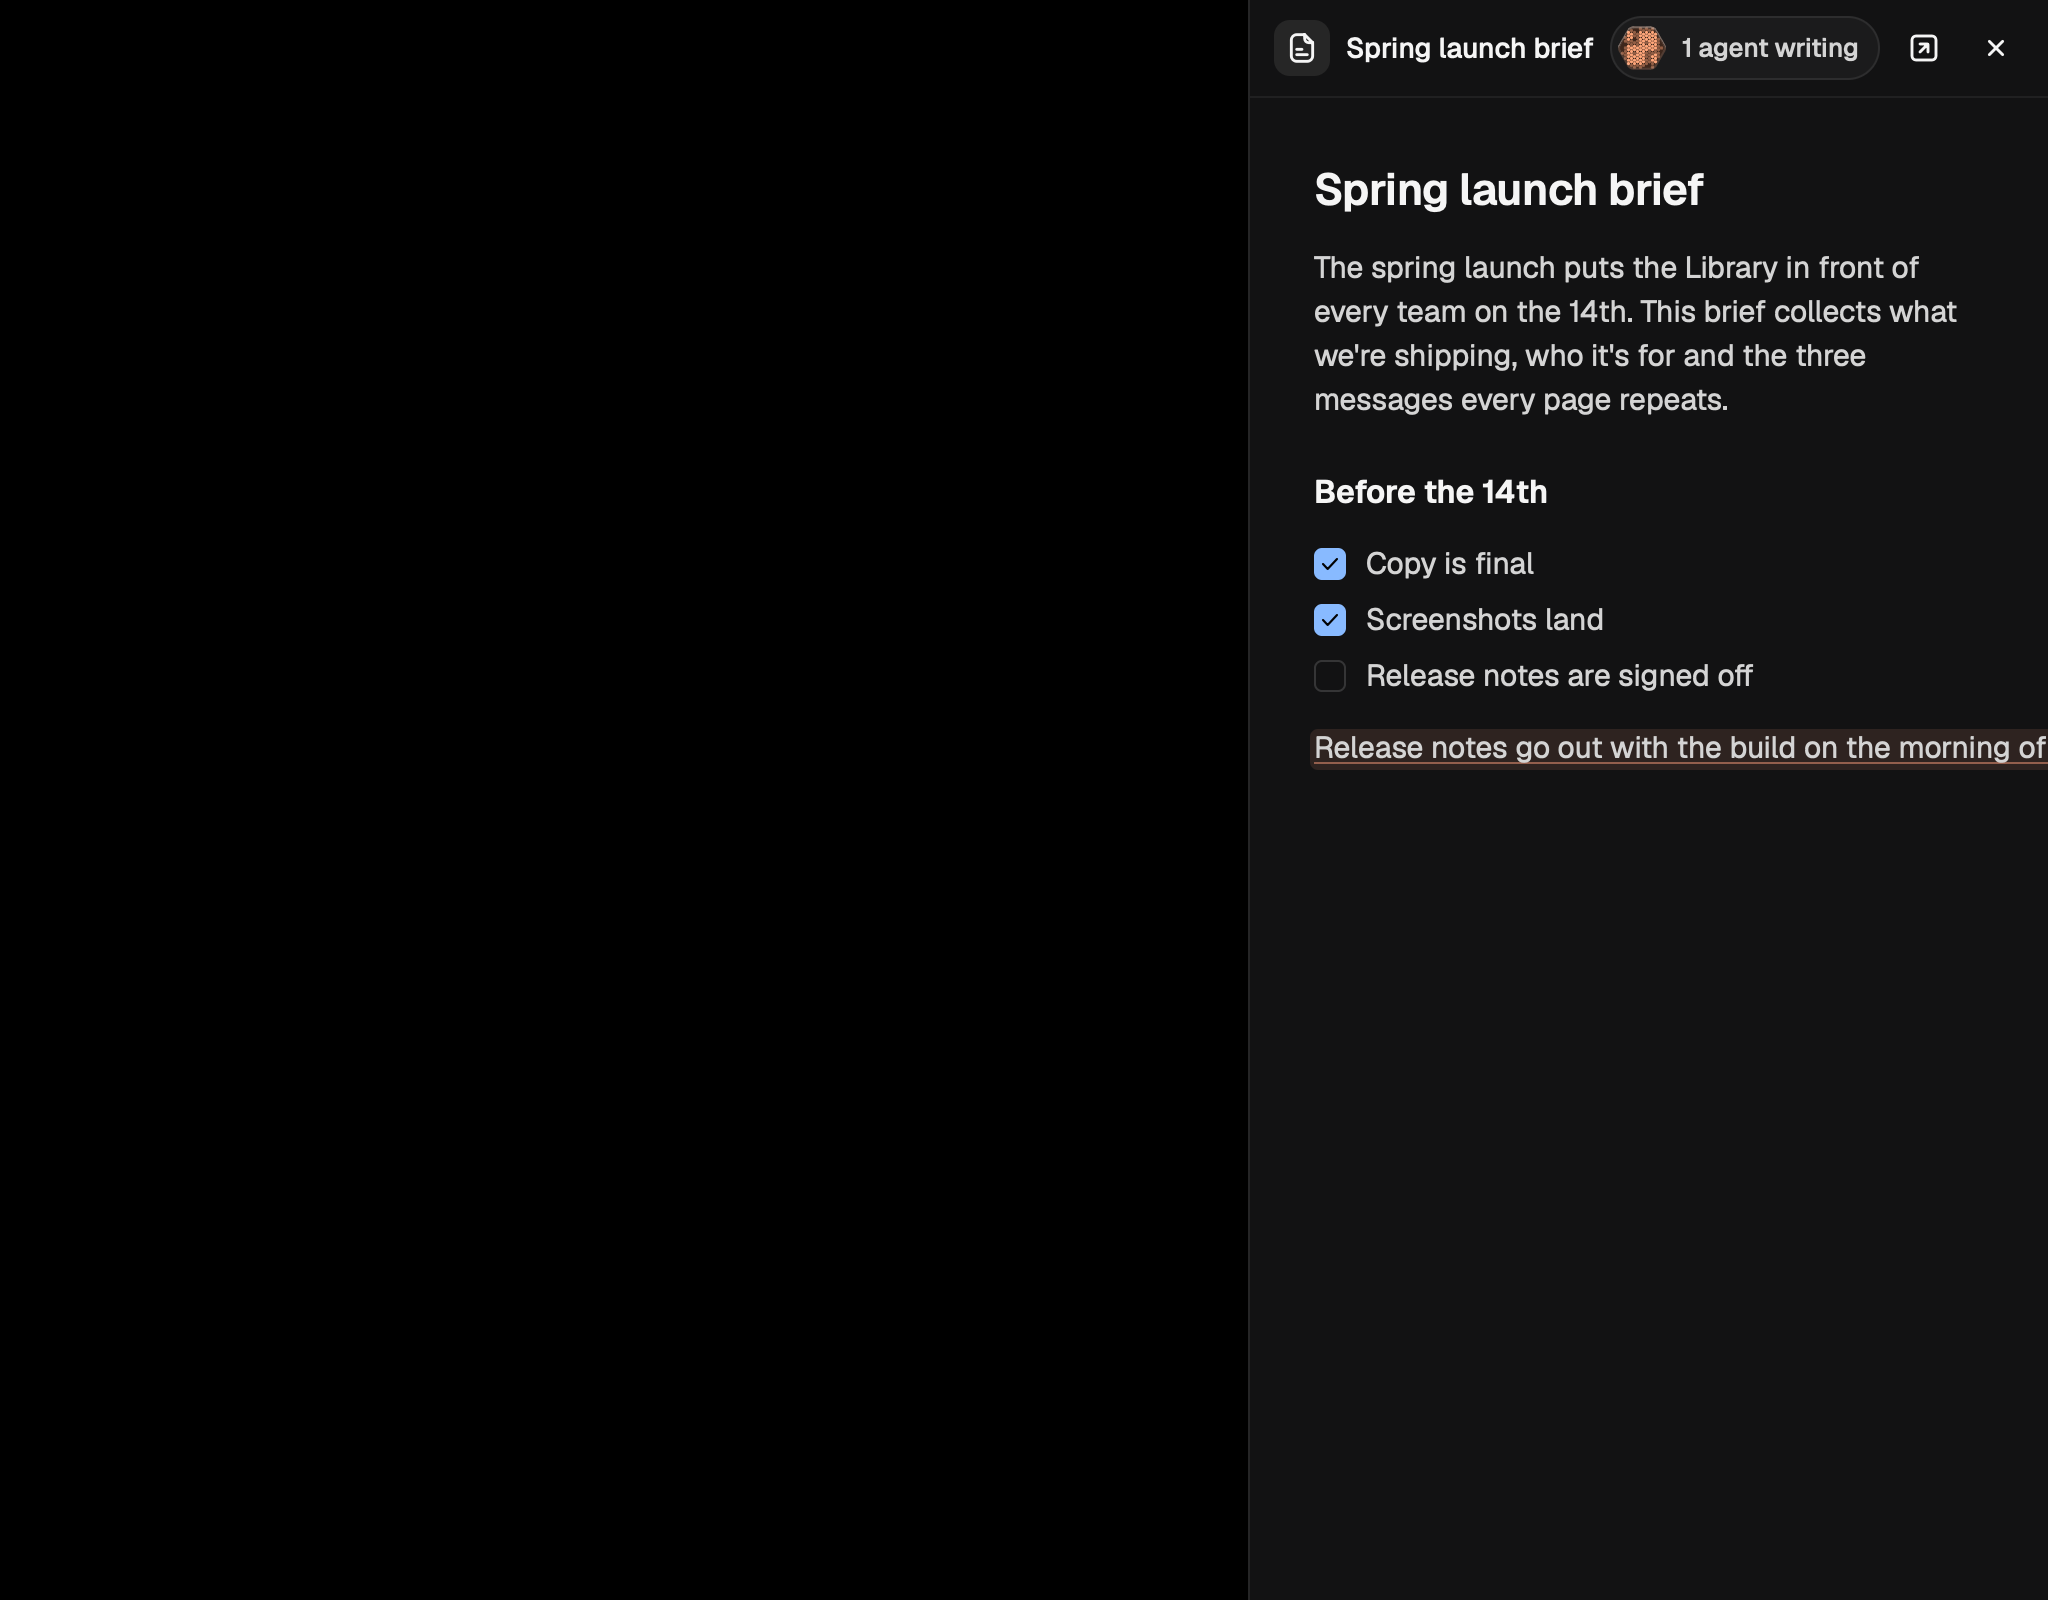 Spring launch brief
1 agent writing
Spring launch brief
The spring launch puts the Library in front of
every team on the 14th. This brief collects what
we're shipping, who it's for and the three
messages every page repeats.
Before the 14th
Copy is final
Screenshots land
Release notes are signed off
Release notes go out with the build on the morning of